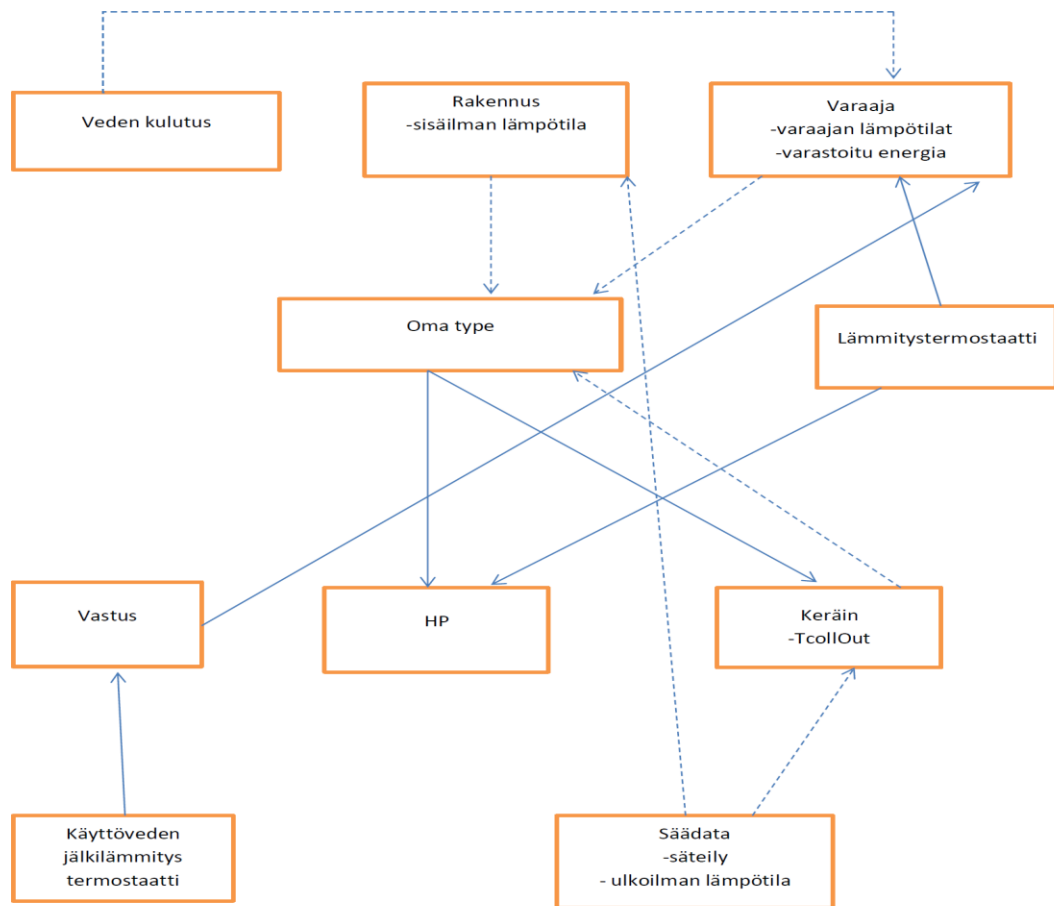 Veden kulutus
Rakennus
-sisäilman lämpötila
Varaaja
-varaajan lämpötilat
-varastoitu energia
Oma type
Lämmitystermostaatti
Vastus
HP
Keräin
-TcollOut
Käyttöveden
jälkilämmitys
termostaatti
Säädata
-säteily
- ulkoilman lämpötila